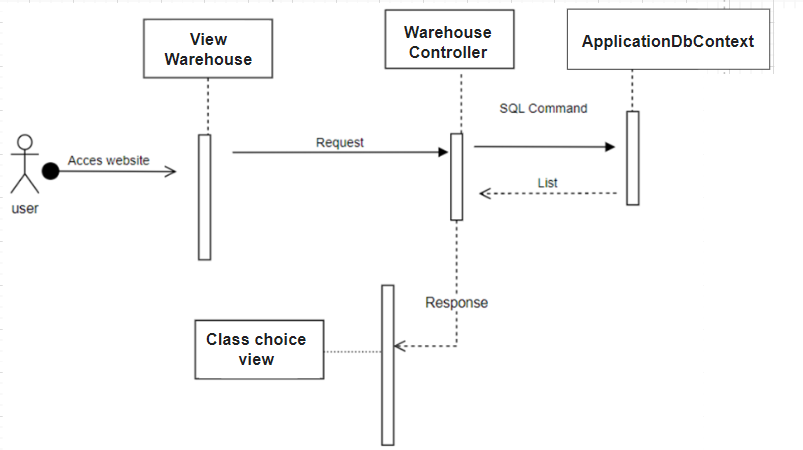 View
Warehouse
Warehouse
Controller
ApplicationDbContext
SQL Command
Request
Acces website
List
user
Response
Class choice
view